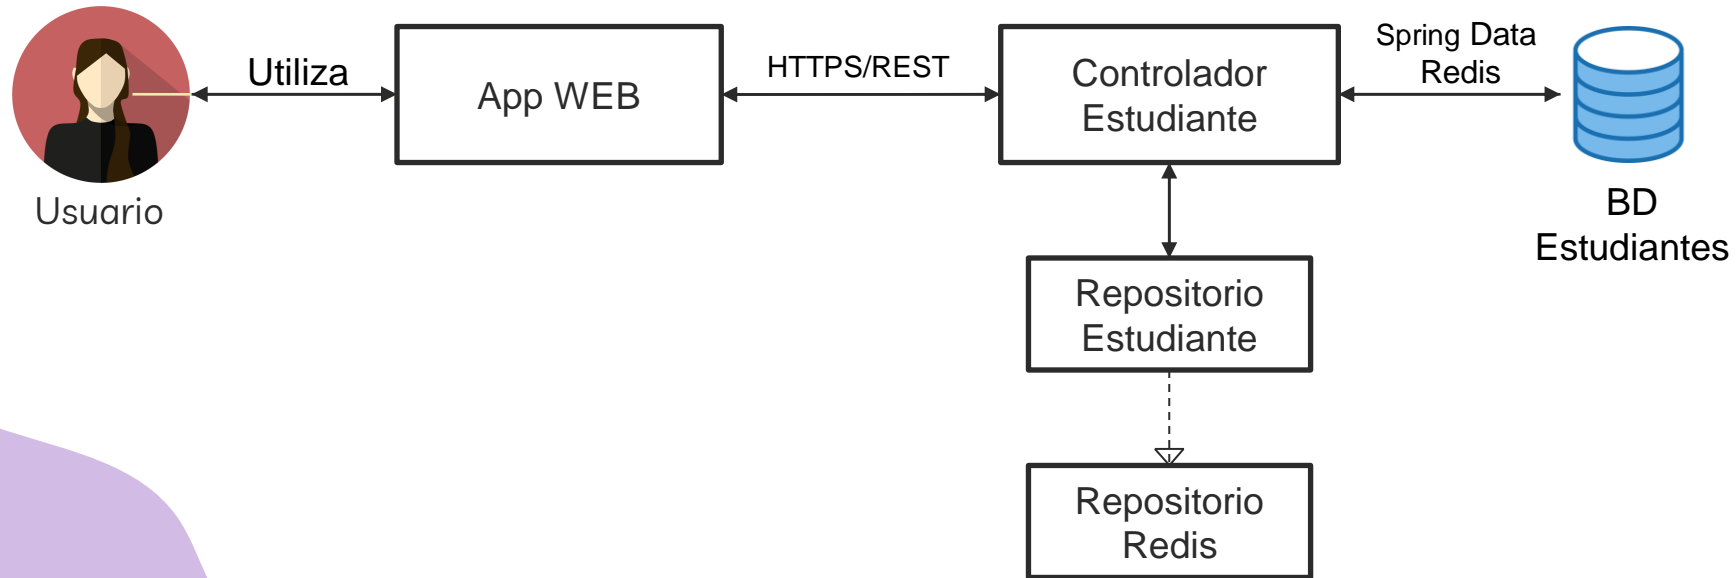 Utiliza
Usuario
App WEB
HTTPS/REST
Controlador
Estudiante
Spring Data
Redis
BD
Estudiantes
Repositorio
Estudiante
Repositorio
Redis